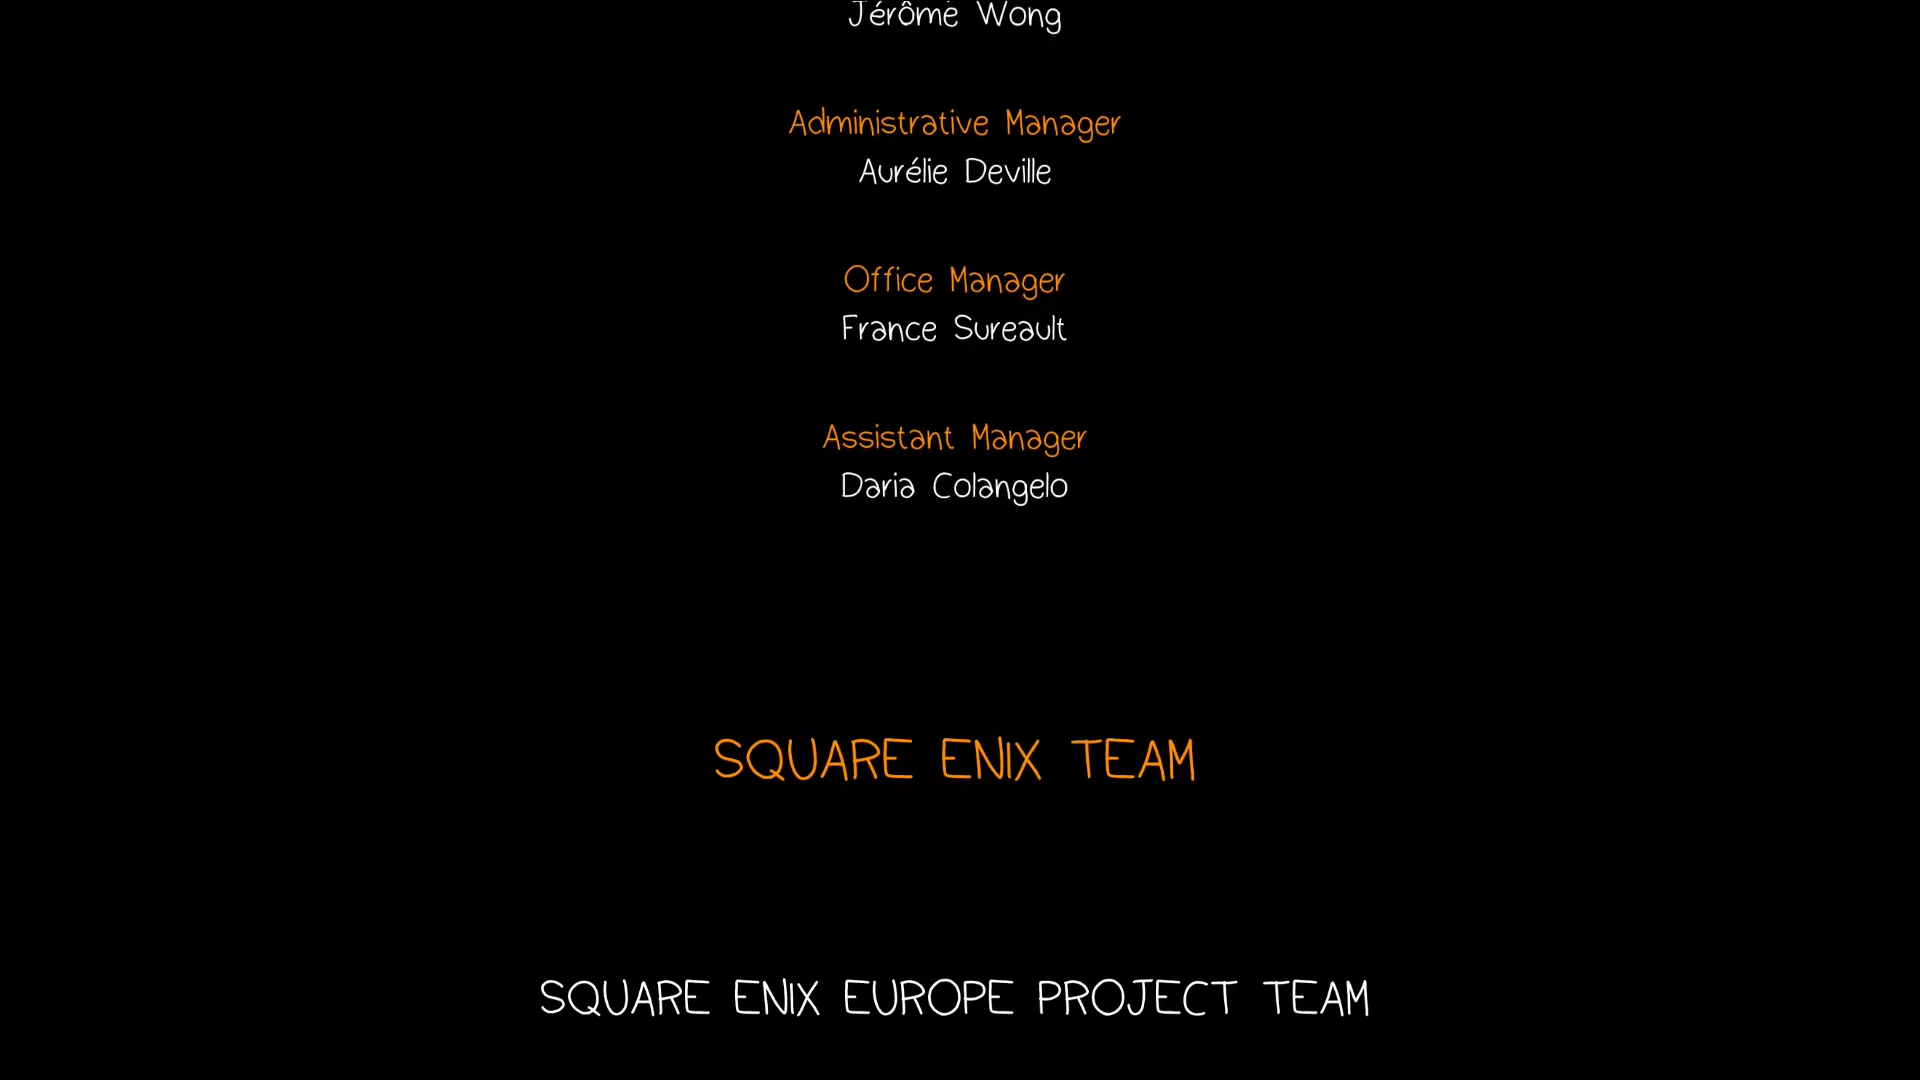 Jérôme Wong
Administrative Manager
Aurélie Deville
Office Manager
France Sureault
Assistant Manager
Daria Colangelo
SQUARE ENIX TEAM
SQUARE ENIX EUROPE PROJECT TEAM